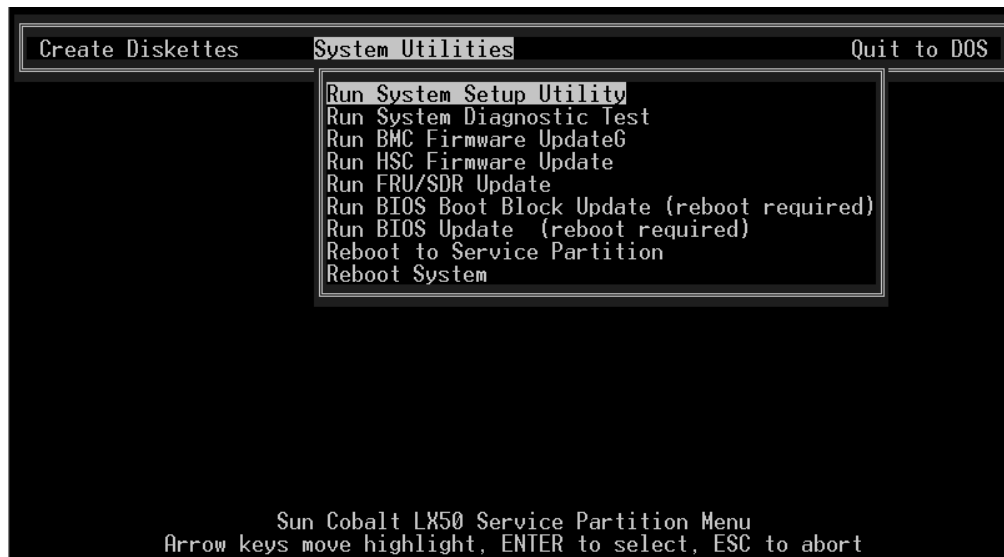 Create Diskettes System Utilities Quit to DOS
Run System Setup Utility
Run System Diagnostic Test
Run BMC Firmware UpdateG
Run HSC Firmware Update
Run FRU/SDR Update
Run BIOS Boot Block Update (reboot required)
Run BIOS Update (reboot required)
Reboot to Service Partition
Reboot System
Sun Cobalt LX50 Service Partition Menu
Arrow keys move highlight, ENTER to select, ESC to abort